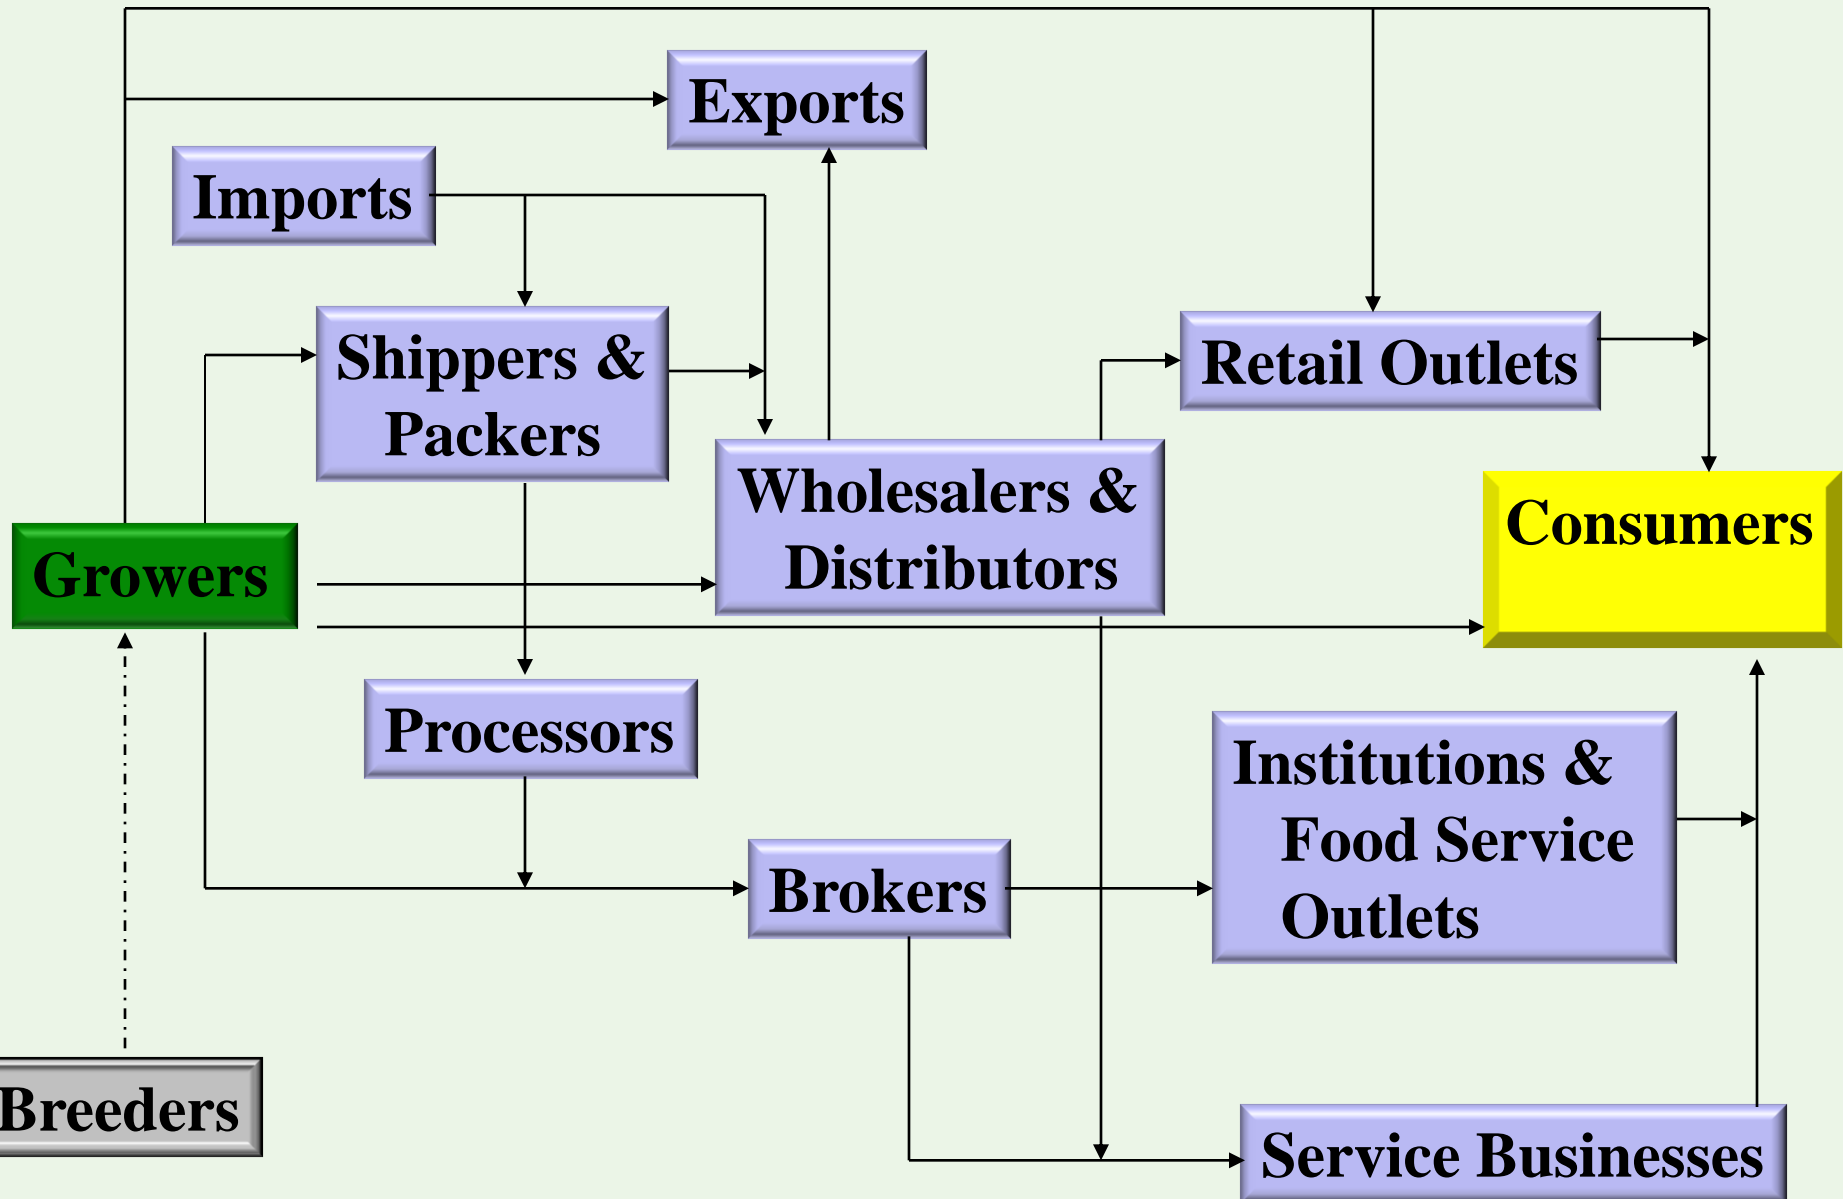 Exports
Imports
Shippers &
Packers
Retail Outlets
Wholesalers &
Distributors
Consumers
Growers
Processors
Institutions &
Food Service
Outlets
Brokers
Breeders
Service Businesses